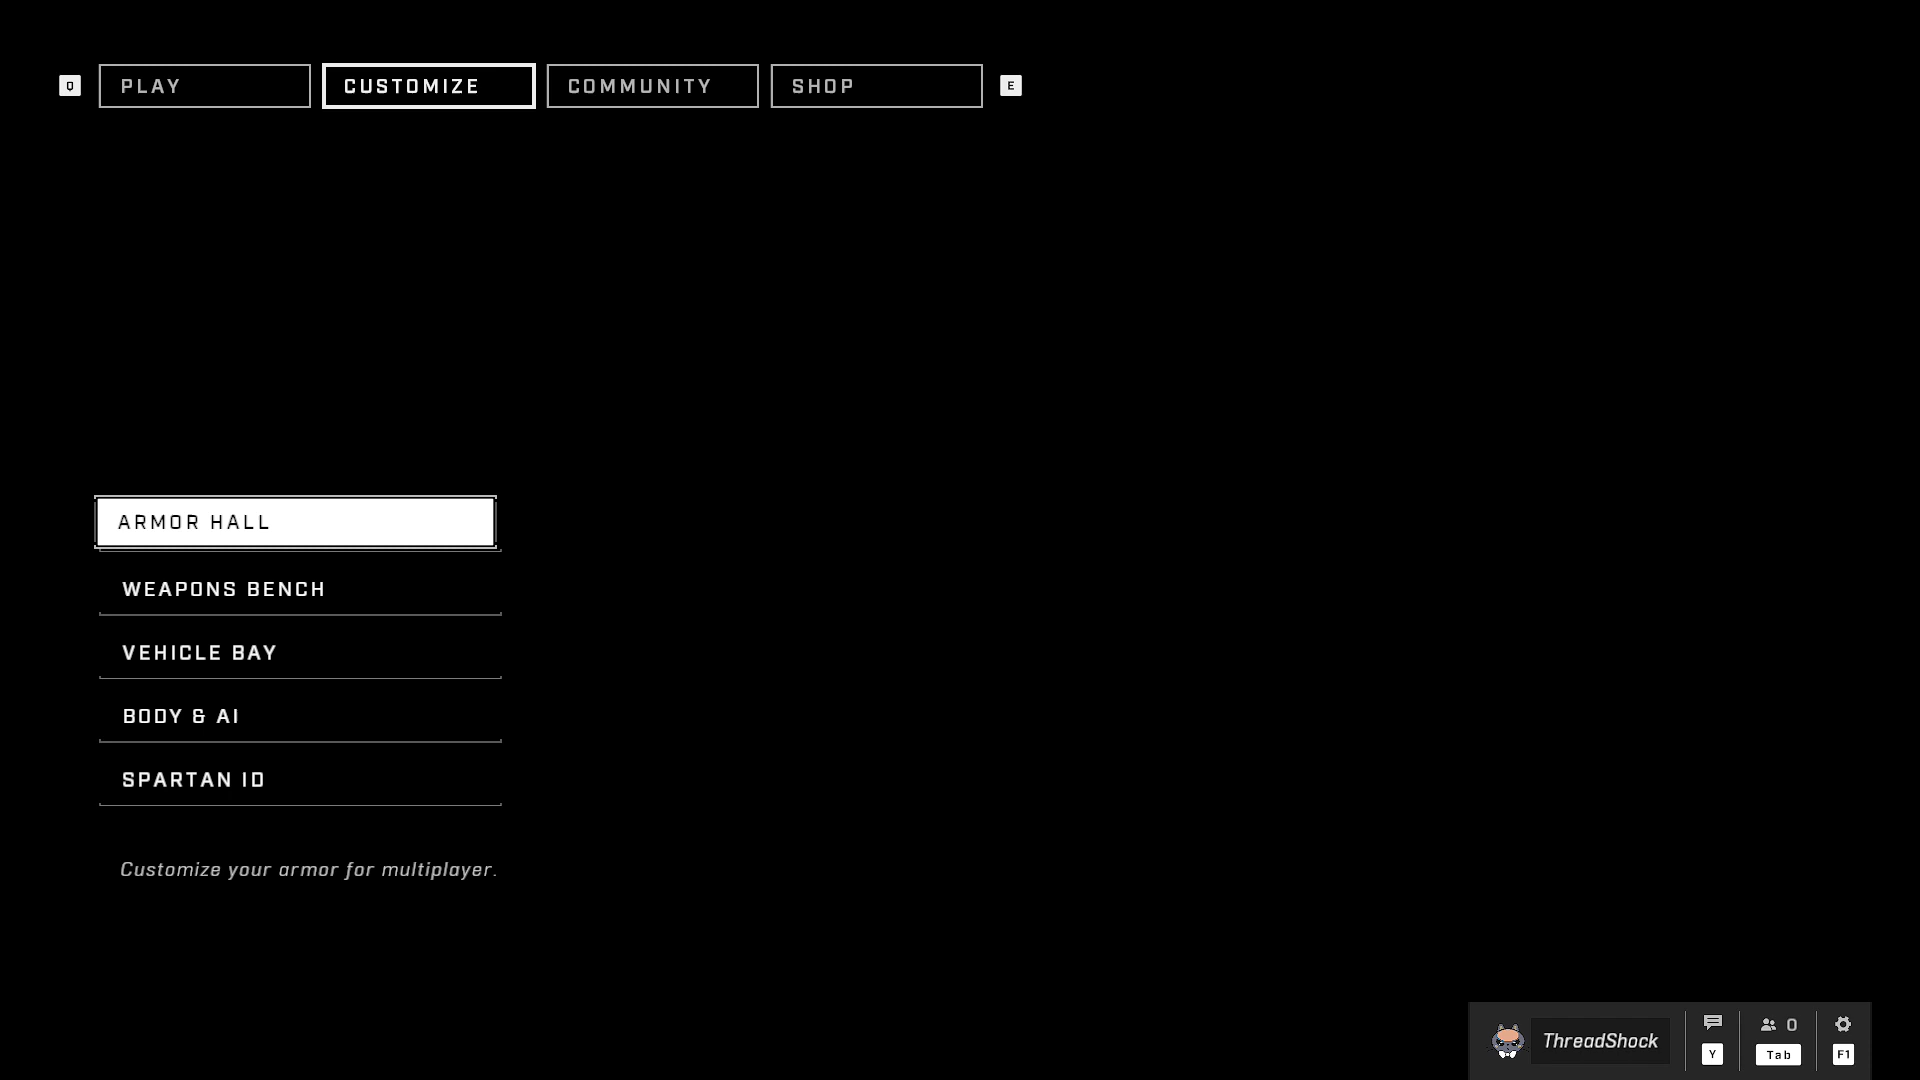 Q PLAY CUSTOMIZE COMMUNITY SHOP E
ARMOR HALL
WEAPONS BENCH
VEHICLE BAY
BODY & AI
SPARTAN ID
Customize your armor for multiplayer.
ThreadShock 0
Y Tab F1